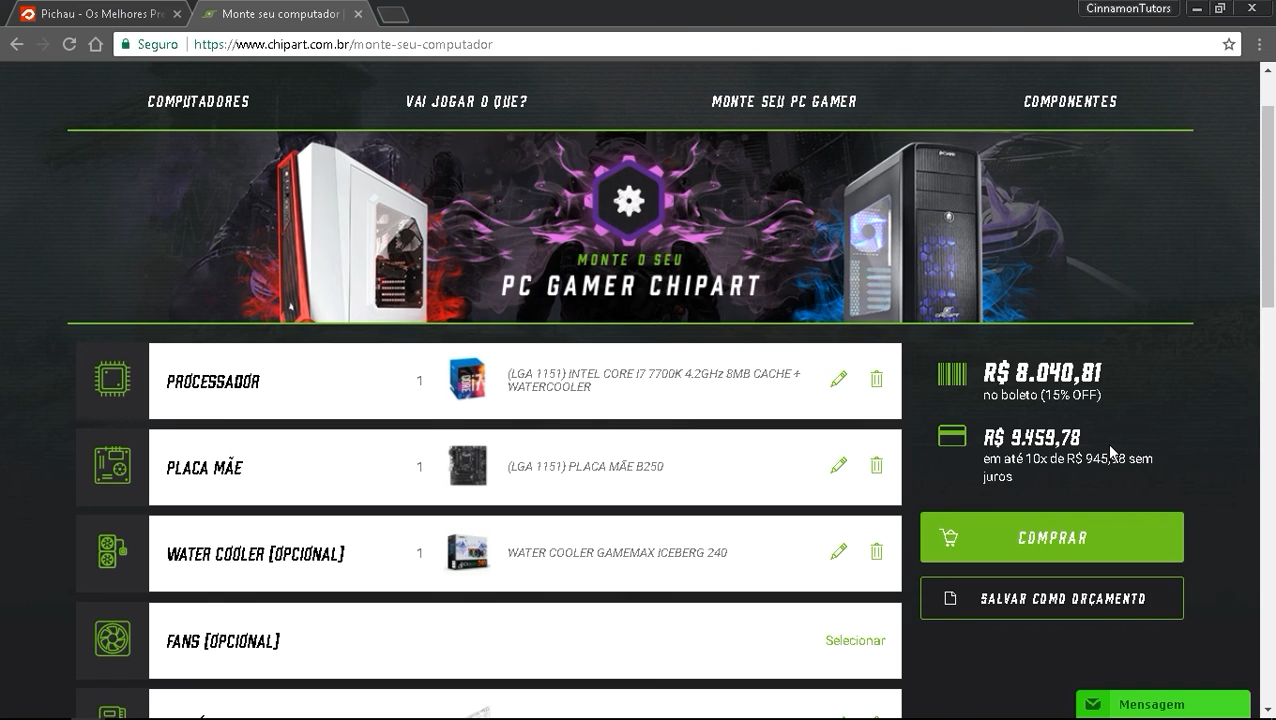 Pichau - Os Melhores Pre
Monte seu computador
CinnamonTutors
Seguro
https://www.chipart.com.br/monte-seu-computador
COMPUTADORES
VAI JOGAR O QUE?
MONTE SEU PC GAMER
COMPONENTES
MONTE O SEU
PC GAMER CHIPART
PROCESSADOR
1
(LGA 1151) INTEL CORE I7 7700K 4.2GHz 8MB CACHE +
WATERCOOLER
PLACA MÃE
1
(LGA 1151) PLACA MÃE B250
WATER COOLER [OPCIONAL]
1
WATER COOLER GAMEMAX ICEBERG 240
FANS [OPCIONAL]
Selecionar
R$ 8.040,81
no boleto (15% OFF)
R$ 9.459,78
em até 10x de R$ 945,98 sem
juros
COMPRAR
SALVAR COMO ORÇAMENTO
Mensagem